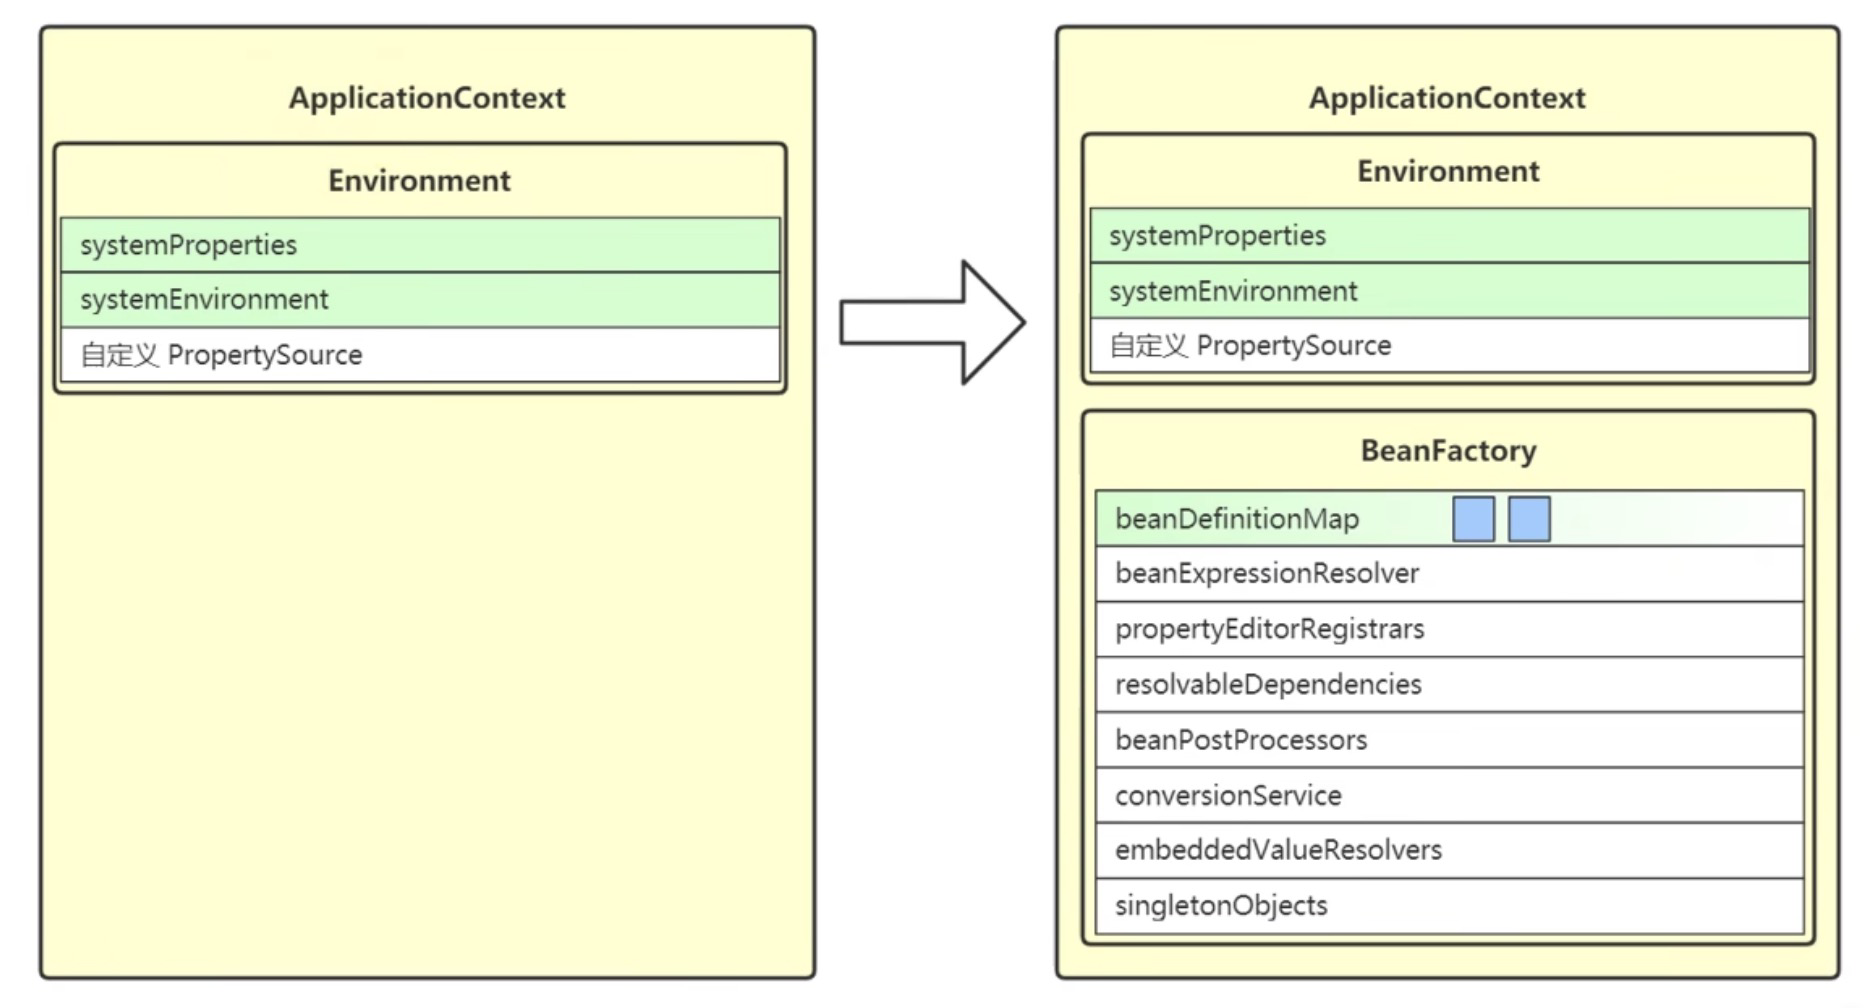 ApplicationContext
Environment
systemProperties
systemEnvironment
自定义 PropertySource
ApplicationContext
Environment
systemProperties
systemEnvironment
自定义 PropertySource
BeanFactory
beanDefinitionMap
beanExpressionResolver
propertyEditorRegistrars
resolvableDependencies
beanPostProcessors
conversionService
embeddedValueResolvers
singletonObjects